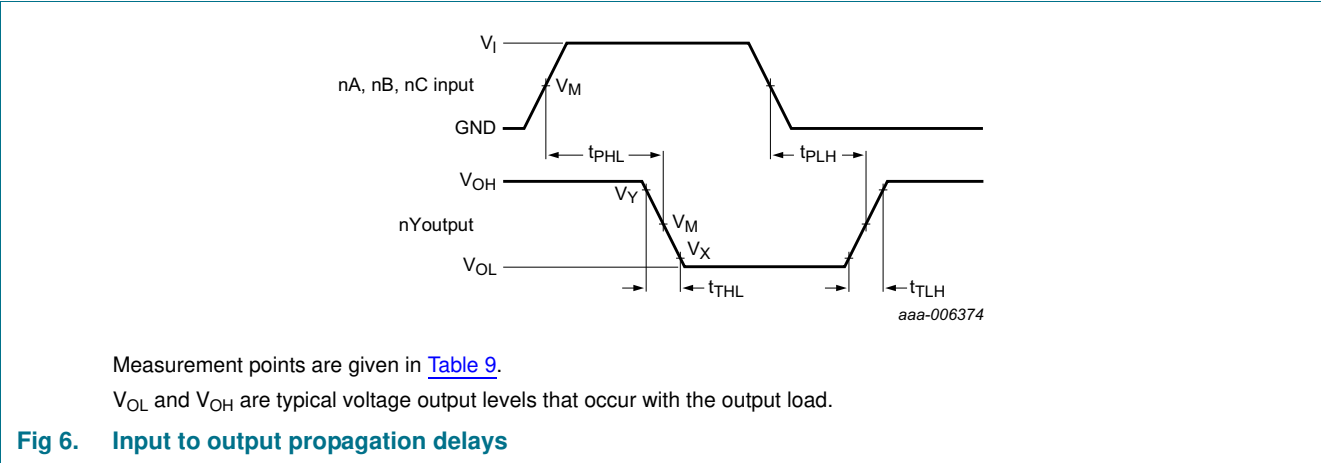 VI
nA, nB, nC input
VM
GND
tPHL
tPLH
VOH
VY
nYoutput
VM
VX
VOL
tTHL
tTLH
aaa-006374
Measurement points are given in Table 9.
VOL and VOH are typical voltage output levels that occur with the output load.
Fig 6. Input to output propagation delays